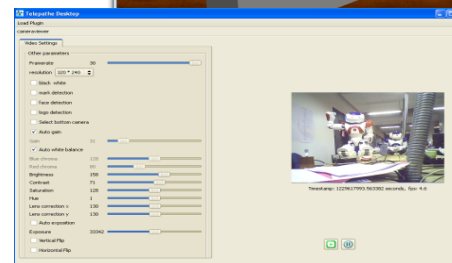 Telepathe Desktop
Load Plugin
cameraviewer
Video Settings
Other parameters
Framerate 30
resolution 320 * 240
black white
mark detection
face detection
logo detection
Select bottom camera
Auto gain
Gain
Auto white balance
Blue chroma 128
Red chroma
Brightness 158
Contrast 71
Saturation 128
Hue 1
Lens correction x 130
Lens correction y 130
Auto exposition
Exposure
Vertical Flip
Horizontal Flip
Timestamp: seconds, fps: 4.6